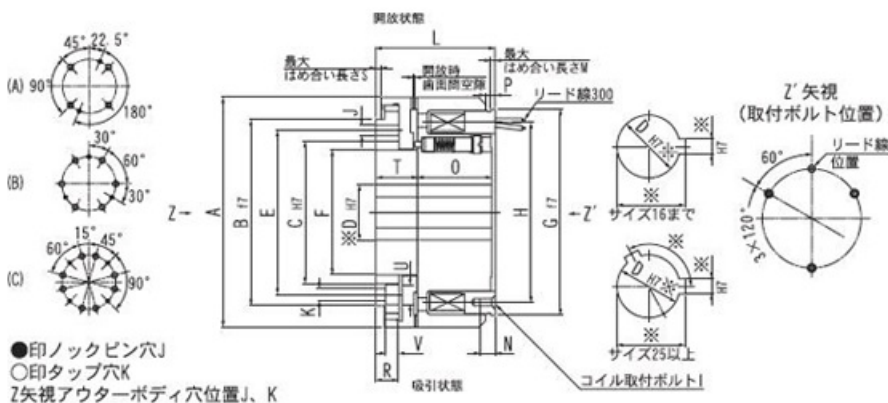 開放状態
L
45° 22.5°
最大
はめ合い長さS
開放時
歯面間空隙
最大
はめ合い長さM
P
リード線300
(A) 90°
180°
J
Z'矢視
(取付ボルト位置)
D H7※
※
H7
リード線
位置
60°
30°
60°
(B)
30°
T
O
Z→
A
B f7
E
C H7
F
※D H7
H
G f7
←Z'
※
サイズ16まで
3×120°
15°
60° 45°
(C)
90°
U
K
※
D H7※
※
H7
※
サイズ25以上
V
N
R
●印ノックピン穴J
○印タップ穴K
Z矢視アウターボディ穴位置J、K
吸引状態
コイル取付ボルトI